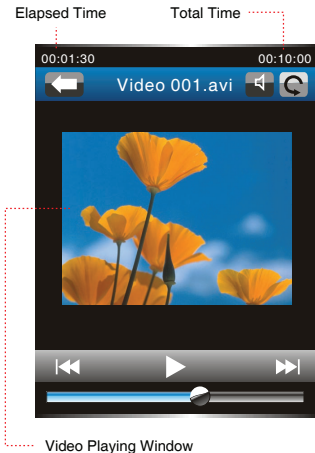 Elapsed Time
Total Time
00:01:30
00:10:00
Video 001.avi
Video Playing Window